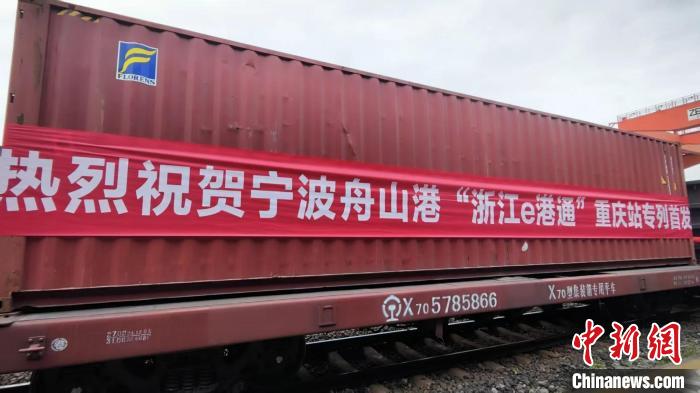 FLORENS
热烈祝贺宁波舟山港“浙江e港通”重庆站专列首发
X70 5785866
X70型集装箱专用平车
中新网
Chinanews.com